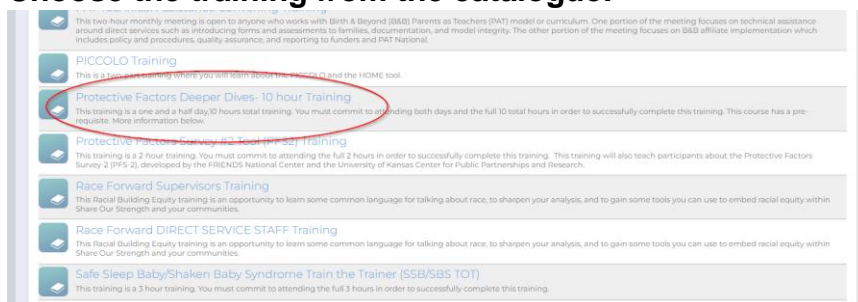 Choose the training from the catalogue.
This two-hour monthly meeting is open to anyone who works with Birth & Beyond (B&B) Parents as Teachers (PAT) model or curriculum. One portion of the meeting focuses on technical assistance
around direct services such as introducing forms and assessments to families, documentation, and model integrity. The other portion of the meeting focuses on B&B affiliate implementation which
includes policy and procedures, quality assurance, and reporting to funders and PAT National.
PICCOLO Training
This is a two-part training where you will learn about the PICCOLO and the HOME tool.
Protective Factors Deeper Dives- 10 hour Training
This training is a one and a half day,10 hours total training. You must commit to attending both days and the full 10 total hours in order to successfully complete this training. This course has a pre-
requisite. More information below.
Protective Factors Survey #2 Tool (PFS2) Training
This training is a 2-hour training. You must commit to attending the full 2 hours in order to successfully complete this training. This training will also teach participants about the Protective Factors
Survey-2 (PFS-2), developed by the FRIENDS National Center and the University of Kansas Center for Public Partnerships and Research.
Race Forward Supervisors Training
This Racial Building Equity training is an opportunity to learn some common language for talking about race, to sharpen your analysis, and to gain some tools you can use to embed racial equity within
Share Our Strength and your communities.
Race Forward DIRECT SERVICE STAFF Training
This Racial Building Equity training is an opportunity to learn some common language for talking about race, to sharpen your analysis, and to gain some tools you can use to embed racial equity within
Share Our Strength and your communities.
Safe Sleep Baby/Shaken Baby Syndrome Train the Trainer (SSB/SBS TOT)
This training is a 3 hour training. You must commit to attending the full 3 hours in order to successfully complete this training.